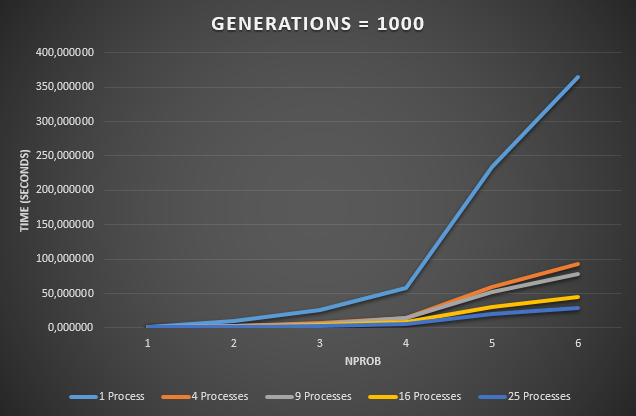 GENERATIONS = 1000
400,000000
350,000000
300,000000
250,000000
200,000000
150,000000
100,000000
50,000000
0,000000
TIME (SECONDS)
1 2 3 4 5 6
NPROB
1 Process 4 Processes 9 Processes 16 Processes 25 Processes